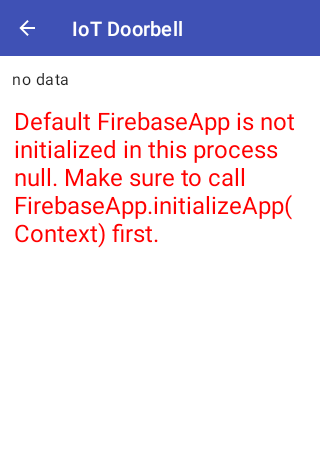 IoT Doorbell
no data
Default FirebaseApp is not
initialized in this process
null. Make sure to call
FirebaseApp.initializeApp(
Context) first.